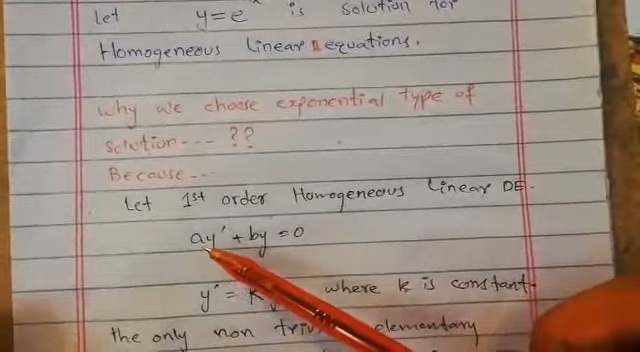 Let y = e is solution for
Homogeneous Linear equations.
why we choose exponential type of
solution --- ??
Because ---
Let 1st order Homogeneous Linear DE.
ay' + by = 0
y' = k where k is constant.
the only non elementary